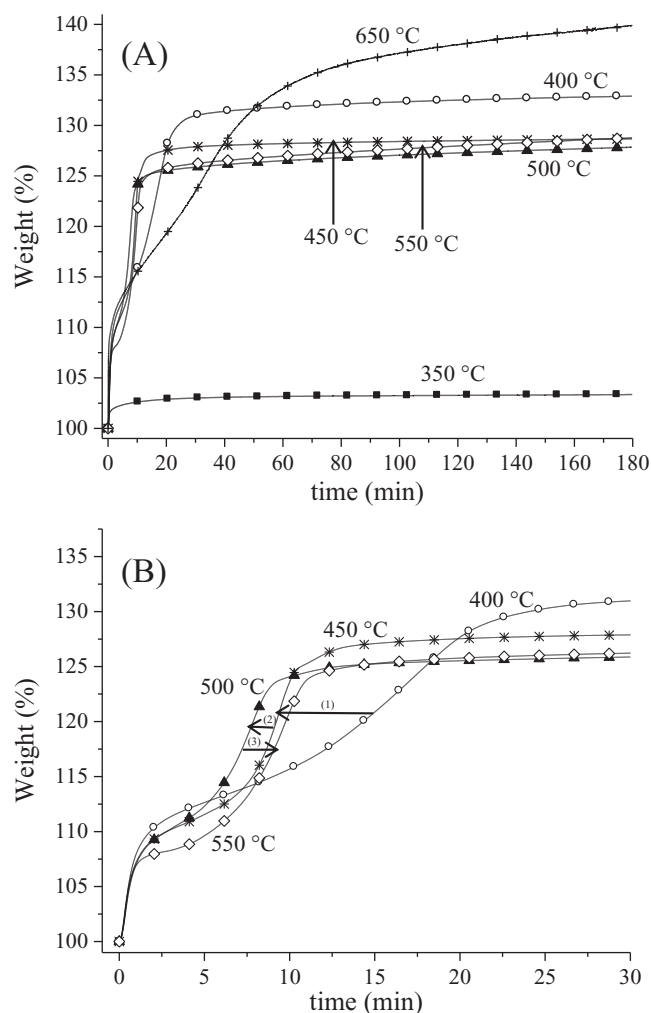 (A)
650 °C
400 °C
500 °C
450 °C
550 °C
350 °C
Weight (%)
140
135
130
125
120
115
110
105
100
0 20 40 60 80 100 120 140 160 180
time (min)
(B)
400 °C
450 °C
500 °C
(1)
(2)
(3)
550 °C
Weight (%)
135
130
125
120
115
110
105
100
0 5 10 15 20 25 30
time (min)